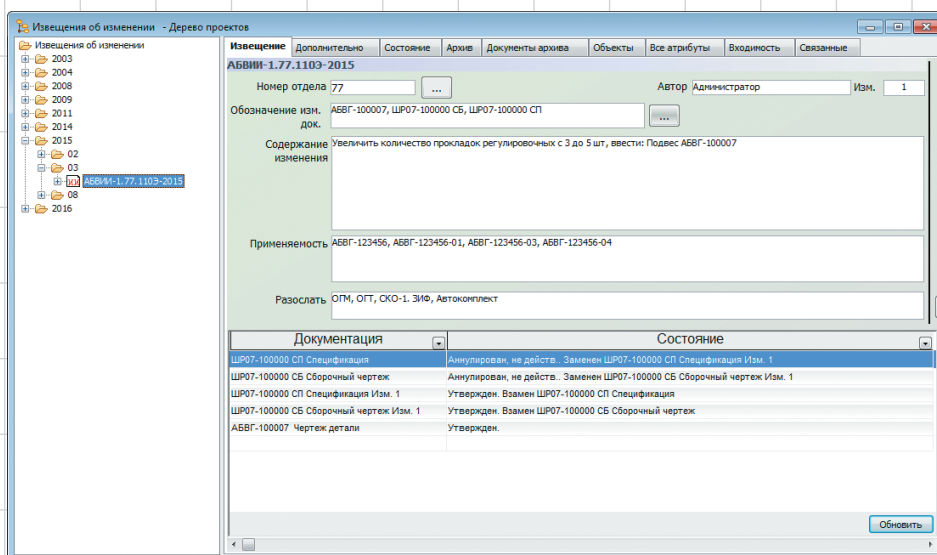 Извещения об изменении - Дерево проектов
Извещения об изменении
2003
2004
2008
2009
2011
2014
2015
02
03
АБВИИ-1.77.110Э-2015
08
2016
Извещение Дополнительно Состояние Архив Документы архива Объекты Все атрибуты Входимость Связанные
АБВИИ-1.77.110Э-2015
Номер отдела 77 ... Автор Администратор Изм. 1
Обозначение изм. док. АБВГ-100007, ШР07-100000 СБ, ШР07-100000 СП ...
Содержание изменения Увеличить количество прокладок регулировочных с 3 до 5 шт, ввести: Подвес АБВГ-100007
Применяемость АБВГ-123456, АБВГ-123456-01, АБВГ-123456-03, АБВГ-123456-04
Разослать ОГМ, ОГТ, СКО-1. ЗИФ, Автокомплект
Документация Состояние
ШР07-100000 СП Спецификация Аннулирован, не действ.. Заменен ШР07-100000 СП Спецификация Изм. 1
ШР07-100000 СБ Сборочный чертеж Аннулирован, не действ.. Заменен ШР07-100000 СБ Сборочный чертеж Изм. 1
ШР07-100000 СП Спецификация Изм. 1 Утвержден. Взамен ШР07-100000 СП Спецификация
ШР07-100000 СБ Сборочный чертеж Изм. 1 Утвержден. Взамен ШР07-100000 СБ Сборочный чертеж
АБВГ-100007 Чертеж детали Утвержден.
Обновить